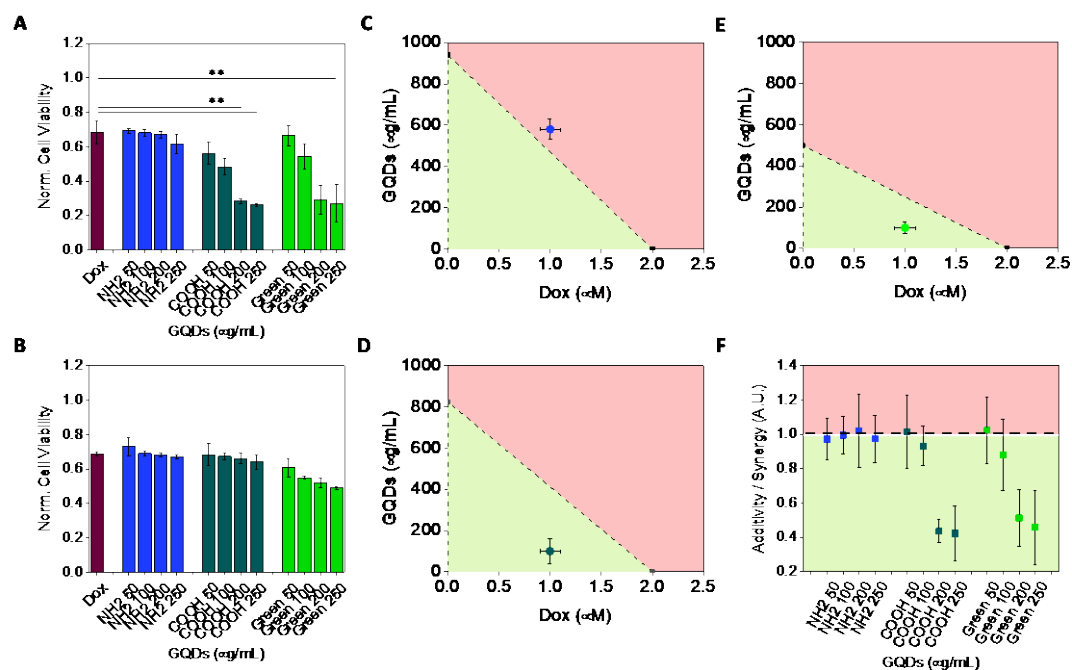 A
1.2
1.0
0.8
0.6
0.4
0.2
0.0
Norm. Cell Viability
**
**
Dox
NH2 50
NH2 100
NH2 200
NH2 250
COOH 50
COOH 100
COOH 200
COOH 250
Green 50
Green 100
Green 200
Green 250
GQDs (∝g/mL)
B
1.2
1.0
0.8
0.6
0.4
0.2
0.0
Norm. Cell Viability
Dox
NH2 50
NH2 100
NH2 200
NH2 250
COOH 50
COOH 100
COOH 200
COOH 250
Green 50
Green 100
Green 200
Green 250
GQDs (∝g/mL)
C
1000
800
600
400
200
0
GQDs (∝g/mL)
0.0 0.5 1.0 1.5 2.0 2.5
Dox (∝M)
D
1000
800
600
400
200
0
GQDs (∝g/mL)
0.0 0.5 1.0 1.5 2.0 2.5
Dox (∝M)
E
1000
800
600
400
200
0
GQDs (∝g/mL)
0.0 0.5 1.0 1.5 2.0 2.5
Dox (∝M)
F
1.4
1.2
1.0
0.8
0.6
0.4
0.2
Additivity / Synergy (A.U.)
NH2 50
NH2 100
NH2 200
NH2 250
COOH 50
COOH 100
COOH 200
COOH 250
Green 50
Green 100
Green 200
Green 250
GQDs (∝g/mL)